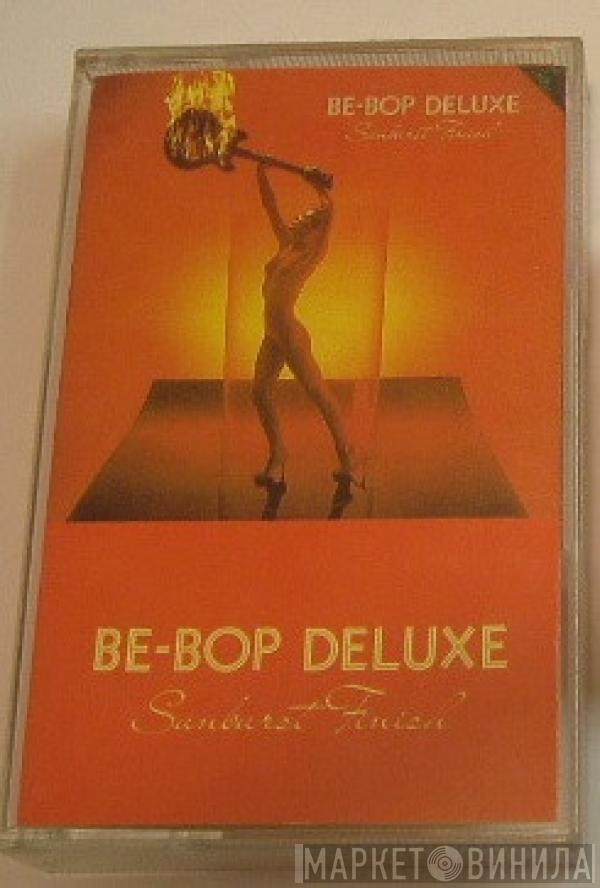 BE-BOP DELUXE
Sunburst Finish
BE-BOP DELUXE
Sunburst Finish
МАРКЕТ ВИНИЛА